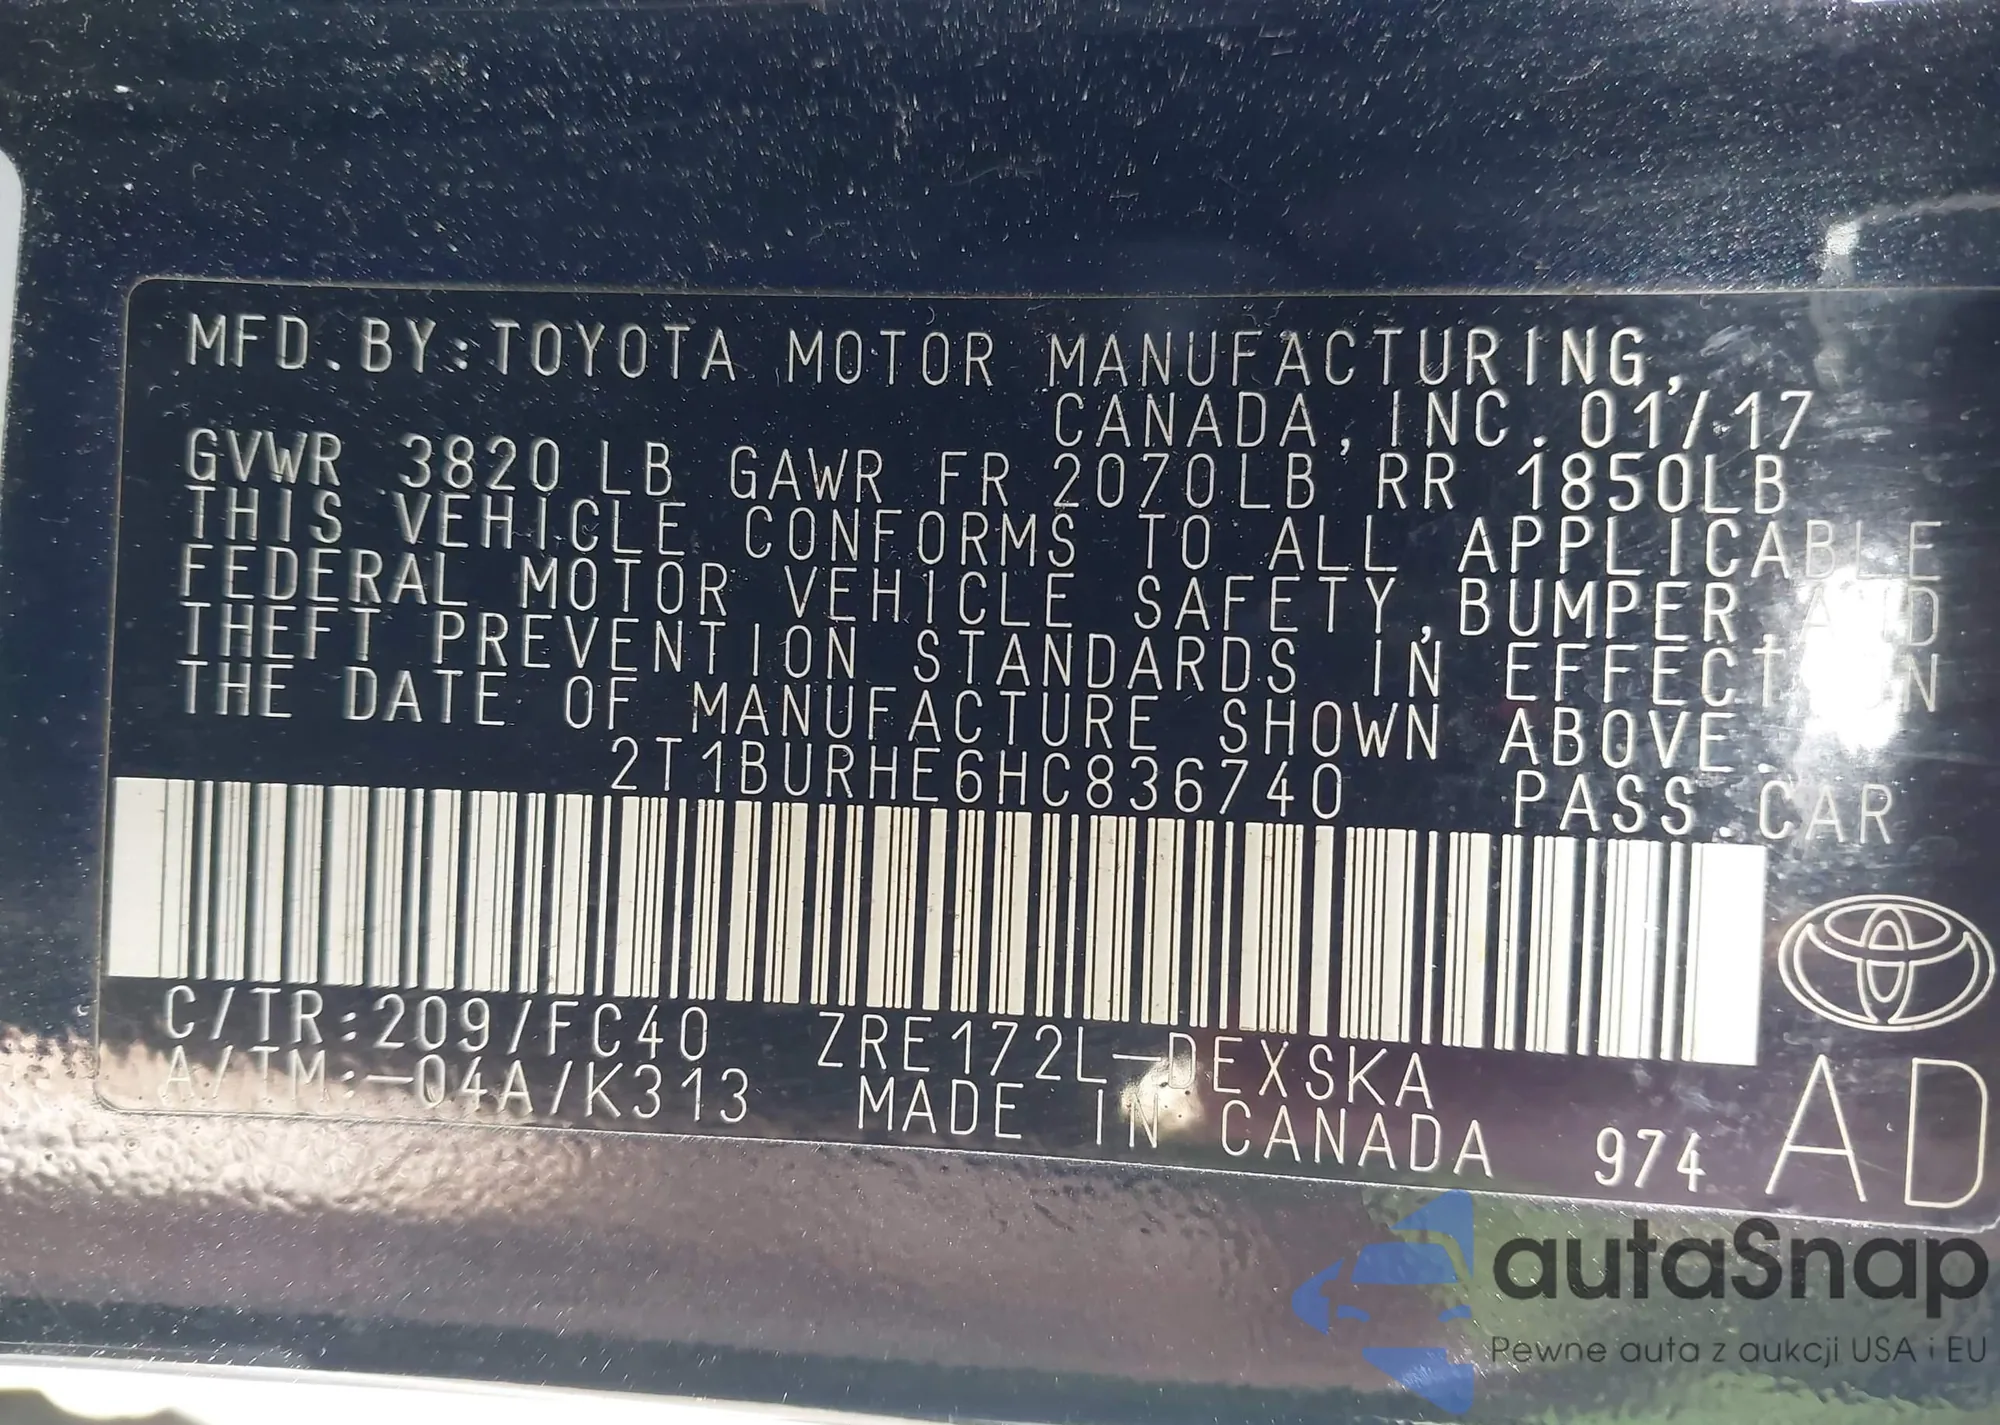 MFD.BY:TOYOTA MOTOR MANUFACTURING,
CANADA, INC. 01/17
GVWR 3820 LB GAWR FR 2070LB RR 1850LB
THIS VEHICLE CONFORMS TO ALL APPLICABLE
FEDERAL MOTOR VEHICLE SAFETY, BUMPER, AND
THEFT PREVENTION STANDARDS IN EFFECT ON
THE DATE OF MANUFACTURE SHOWN ABOVE.
2T1BURHE6HC836740 PASS.CAR
C/TR:209/FC40 ZRE172L-DEXSKA
A/TM:-04A/K313 MADE IN CANADA 974 AD
autaSnap
Pewne auta z aukcji USA i EU